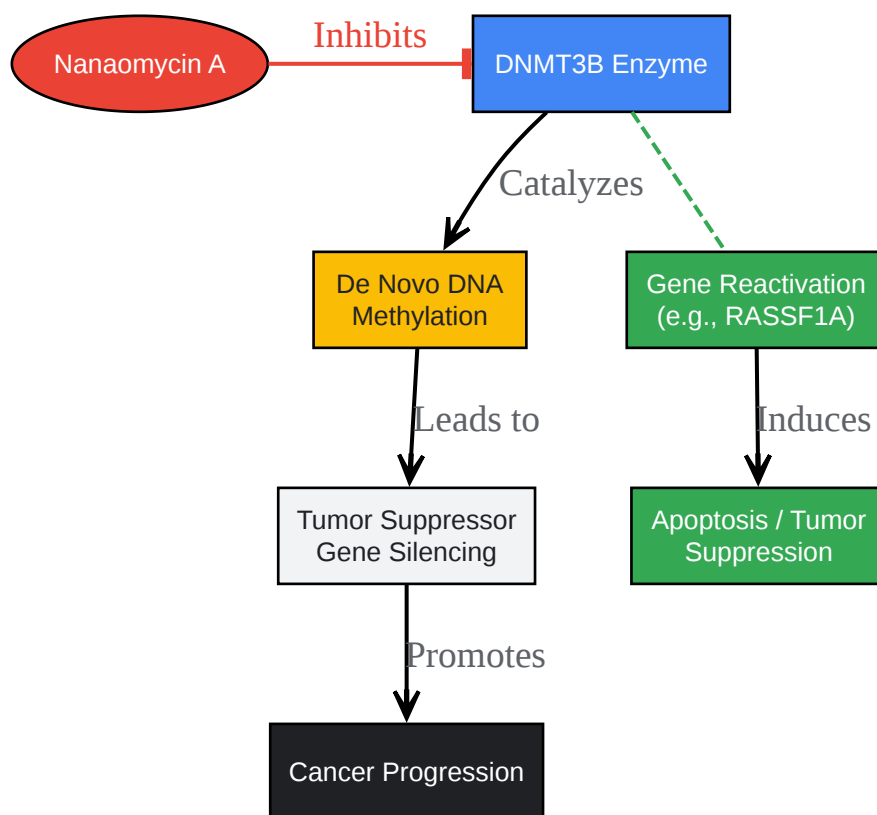 Inhibits
Nanaomycin A
DNMT3B Enzyme
Catalyzes
De Novo DNA
Methylation
Gene Reactivation
(e.g., RASSF1A)
Leads to
Induces
Tumor Suppressor
Gene Silencing
Apoptosis / Tumor
Suppression
Promotes
Cancer Progression